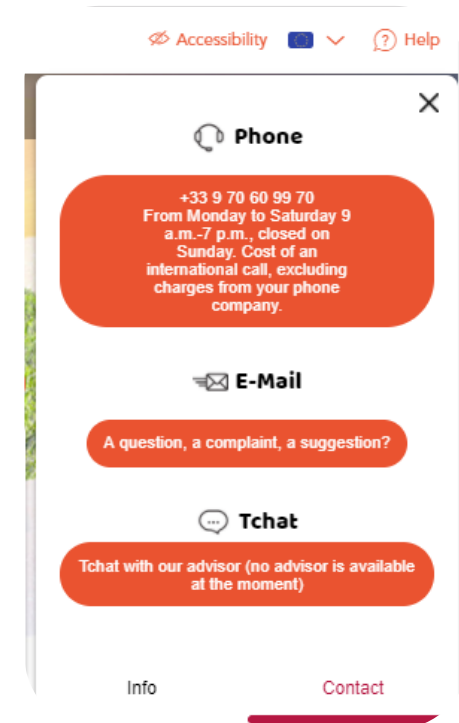 Accessibility
Help
Phone
+33 9 70 60 99 70
From Monday to Saturday 9
a.m.-7 p.m., closed on
Sunday. Cost of an
international call, excluding
charges from your phone
company.
E-Mail
A question, a complaint, a suggestion?
Tchat
Tchat with our advisor (no advisor is available
at the moment)
Info
Contact